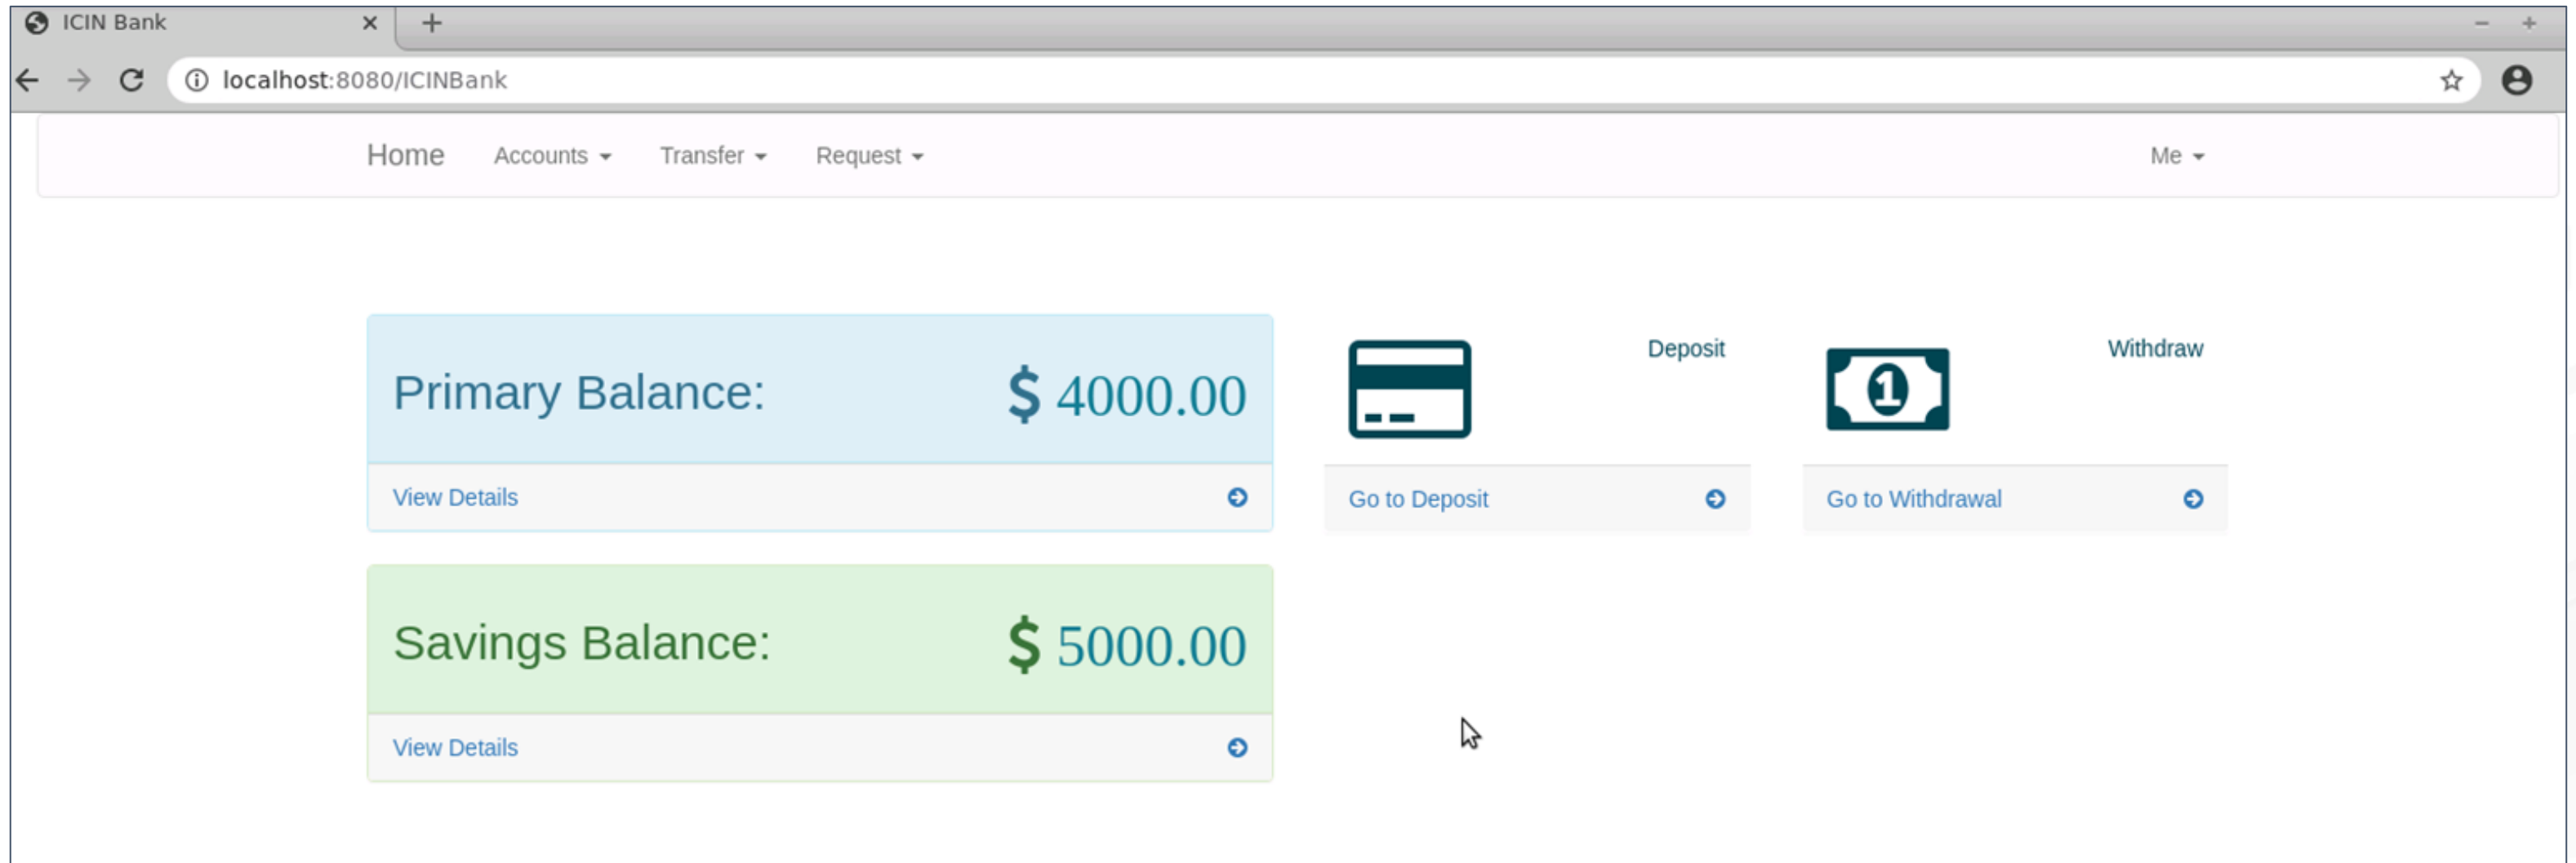 ICIN Bank
localhost:8080/ICINBank
Home Accounts Transfer Request Me
Primary Balance: $ 4000.00
View Details
Deposit
Go to Deposit
1
Withdraw
Go to Withdrawal
Savings Balance: $ 5000.00
View Details